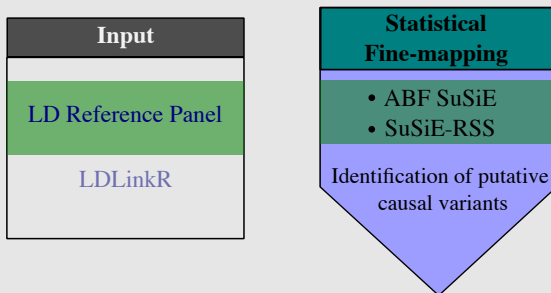 Input
LD Reference Panel
LDLinkR
Statistical
Fine-mapping
• ABF SuSiE
• SuSiE-RSS
Identification of putative
causal variants